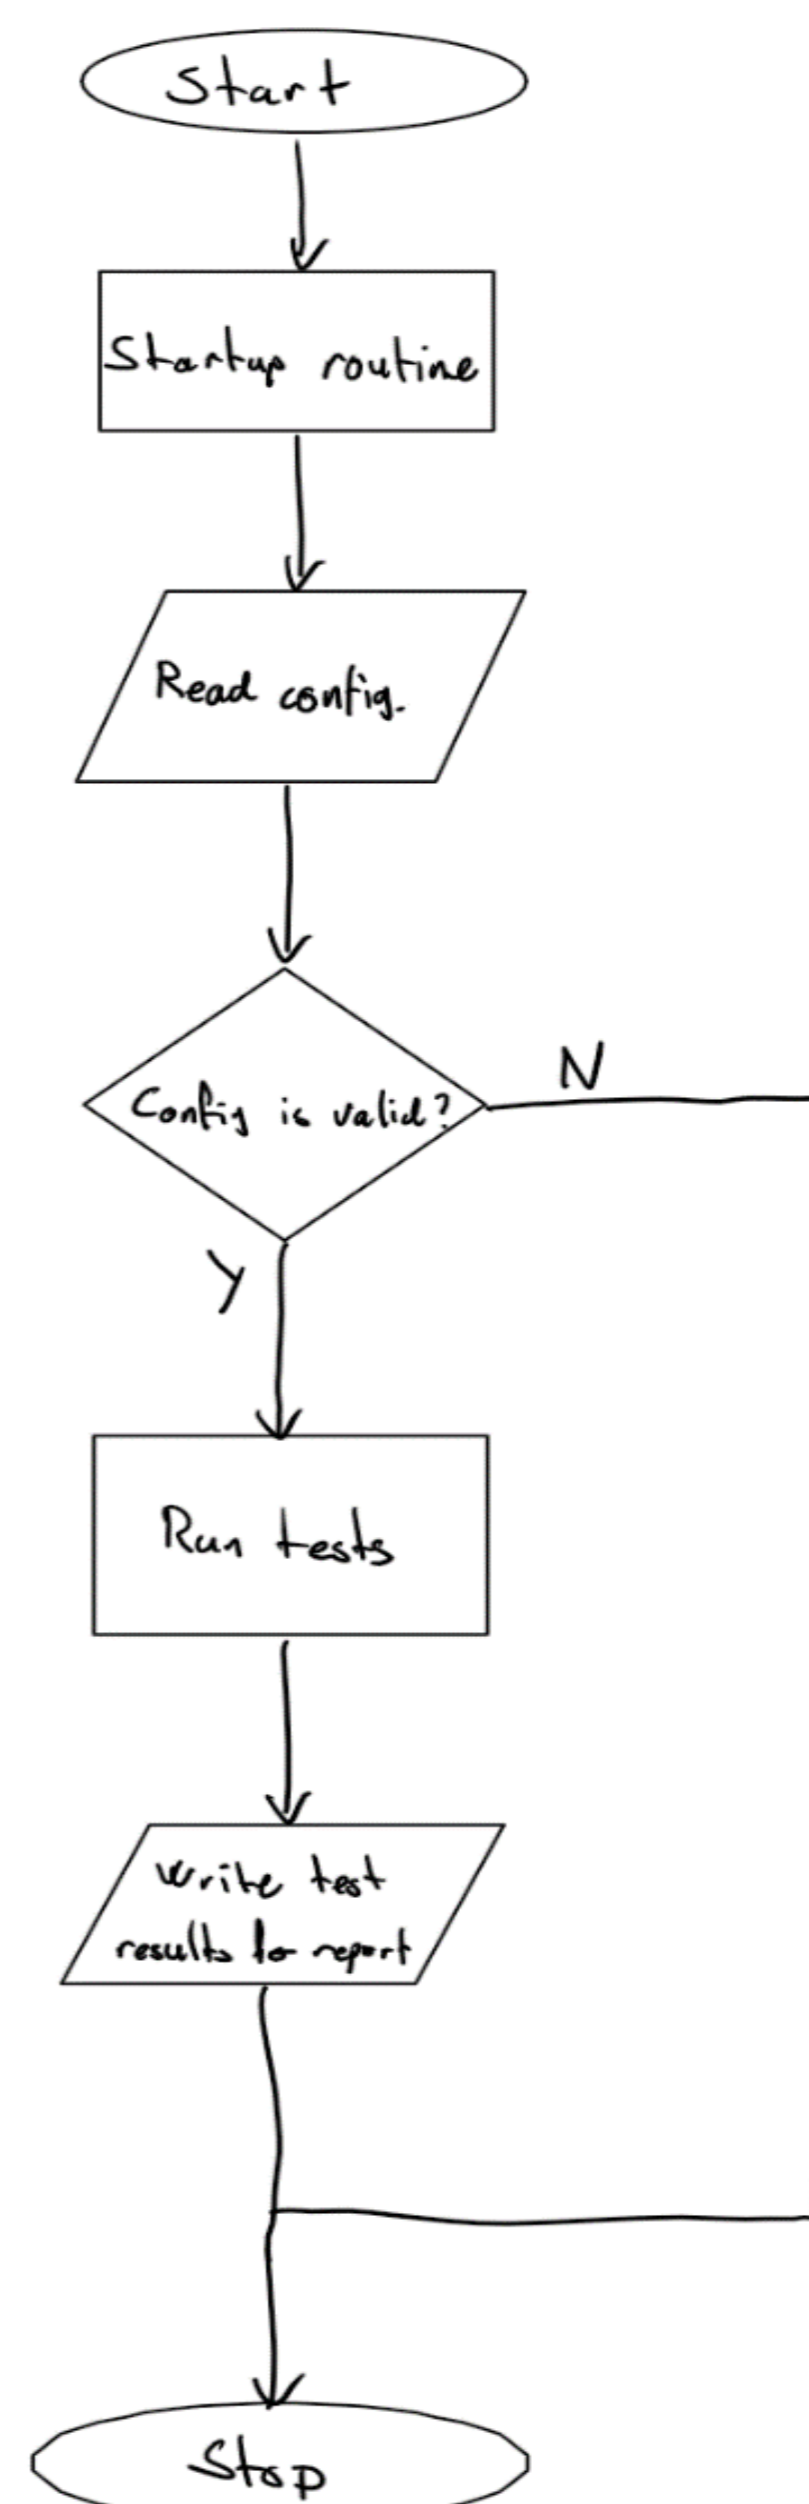 Start
Startup routine
Read config.
Config is valid?
N
Y
Run tests
Write test
results to report
Stop